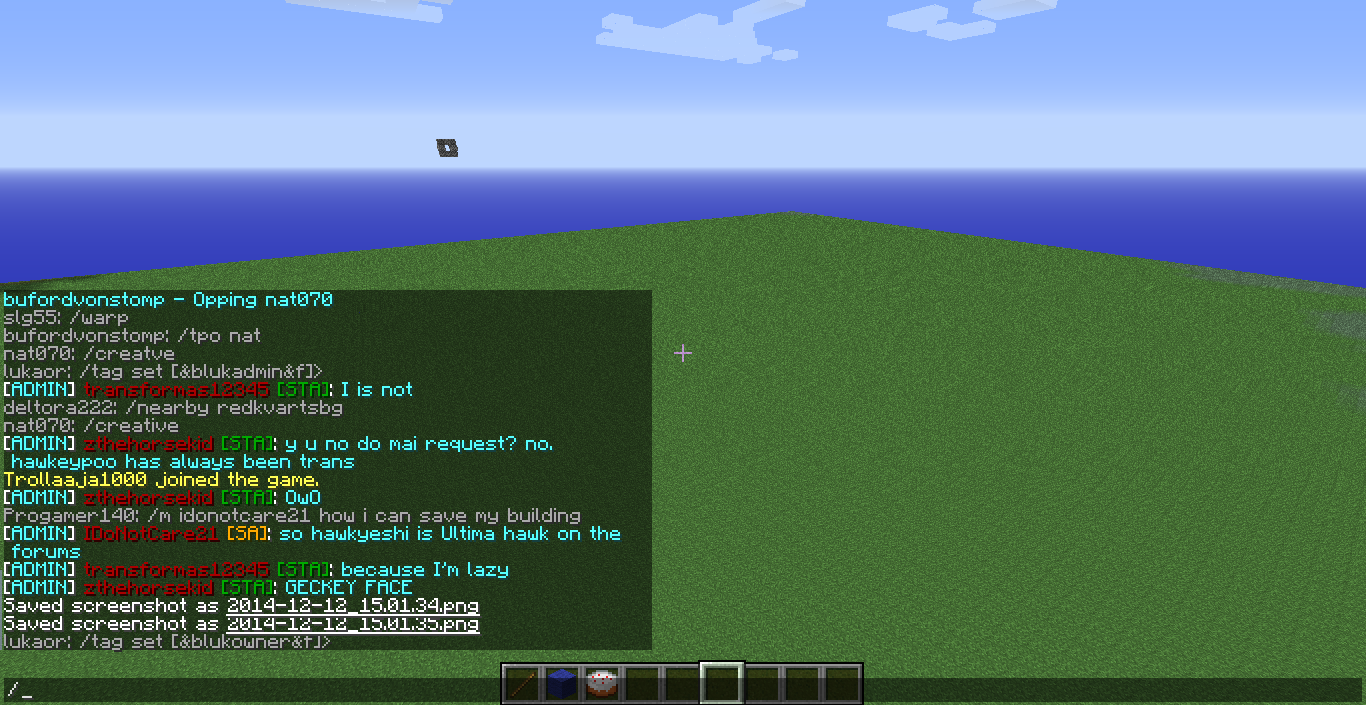 bufordvonstomp - Opping nat070
slg55: /warp
bufordvonstomp: /tpo nat
nat070: /creatve
lukaor: /tag set [&blukadmin&f]>
[ADMIN] transformas12345 [STA]: I is not
deltora222: /nearby redkvartsbg
nat070: /creative
[ADMIN] zthehorsekid [STA]: y u no do mai request? no.
hawkeypoo has always been trans
Trollaaja1000 joined the game.
[ADMIN] zthehorsekid [STA]: OwO
Progamer140: /m idonotcare21 how i can save my building
[ADMIN] IDoNotCare21 [SA]: so hawkyeshi is Ultima hawk on the
forums
[ADMIN] transformas12345 [STA]: because I'm lazy
[ADMIN] zthehorsekid [STA]: GECKEY FACE
Saved screenshot as 2014-12-12_15.01.34.png
Saved screenshot as 2014-12-12_15.01.35.png
lukaor: /tag set [&blukowner&f]>
/_